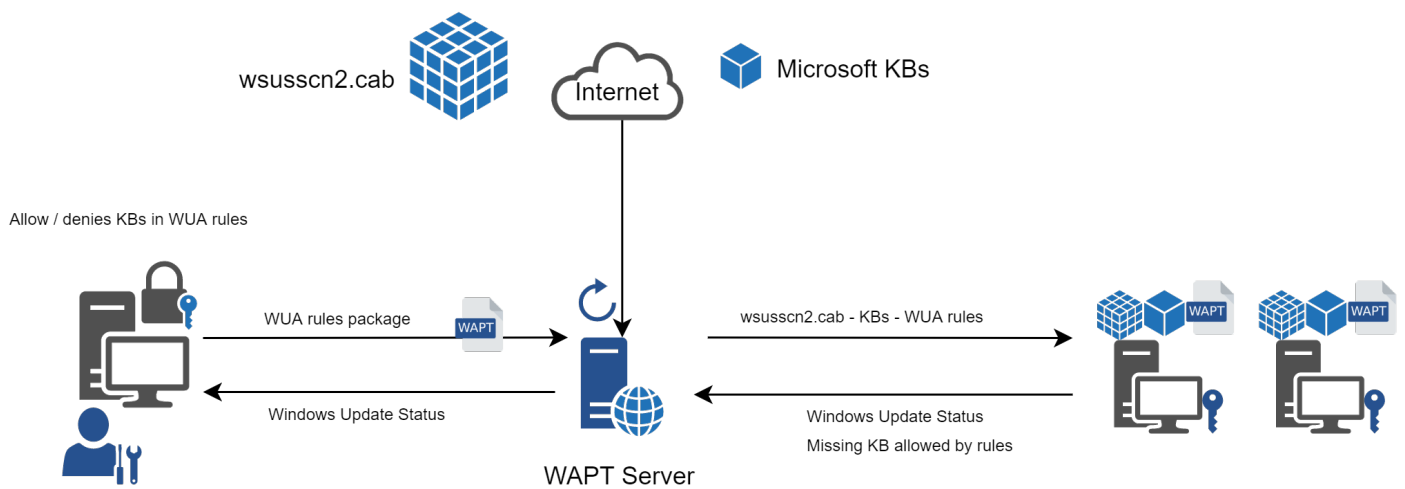 wsusscn2.cab
Internet
Microsoft KBs
Allow / denies KBs in WUA rules
WUA rules package
WAPT
wsusscn2.cab - KBs - WUA rules
WAPT
WAPT
Windows Update Status
Windows Update Status
Missing KB allowed by rules
WAPT Server